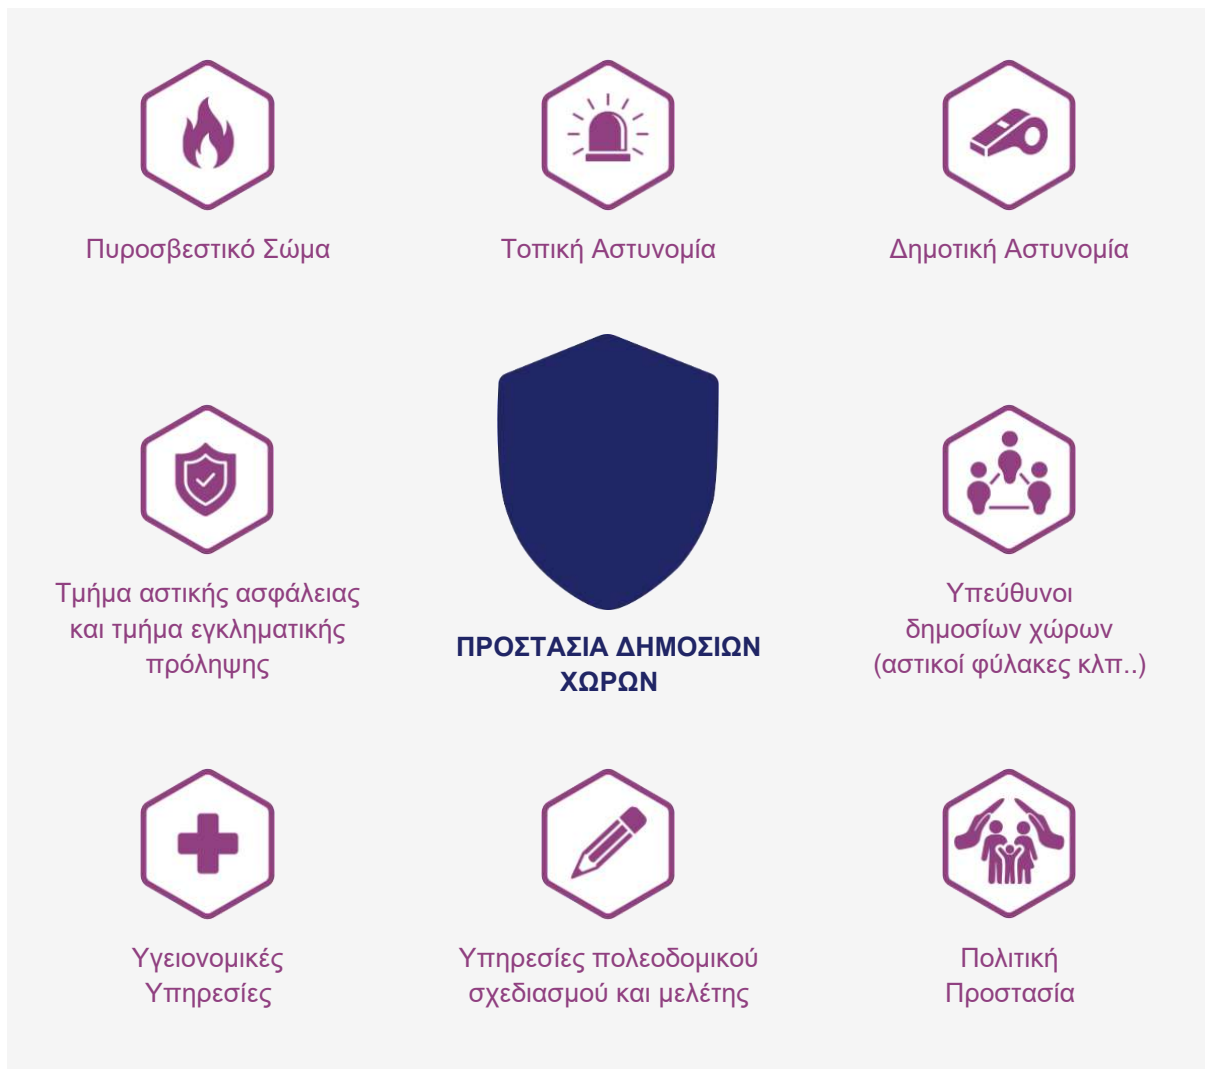 Πυροσβεστικό Σώμα
Τοπική Αστυνομία
Δημοτική Αστυνομία
Τμήμα αστικής ασφάλειας
και τμήμα εγκληματικής
πρόληψης
ΠΡΟΣΤΑΣΙΑ ΔΗΜΟΣΙΩΝ
ΧΩΡΩΝ
Υπεύθυνοι
δημοσίων χώρων
(αστικοί φύλακες κλπ..)
Υγειονομικές
Υπηρεσίες
Υπηρεσίες πολεοδομικού
σχεδιασμού και μελέτης
Πολιτική
Προστασία